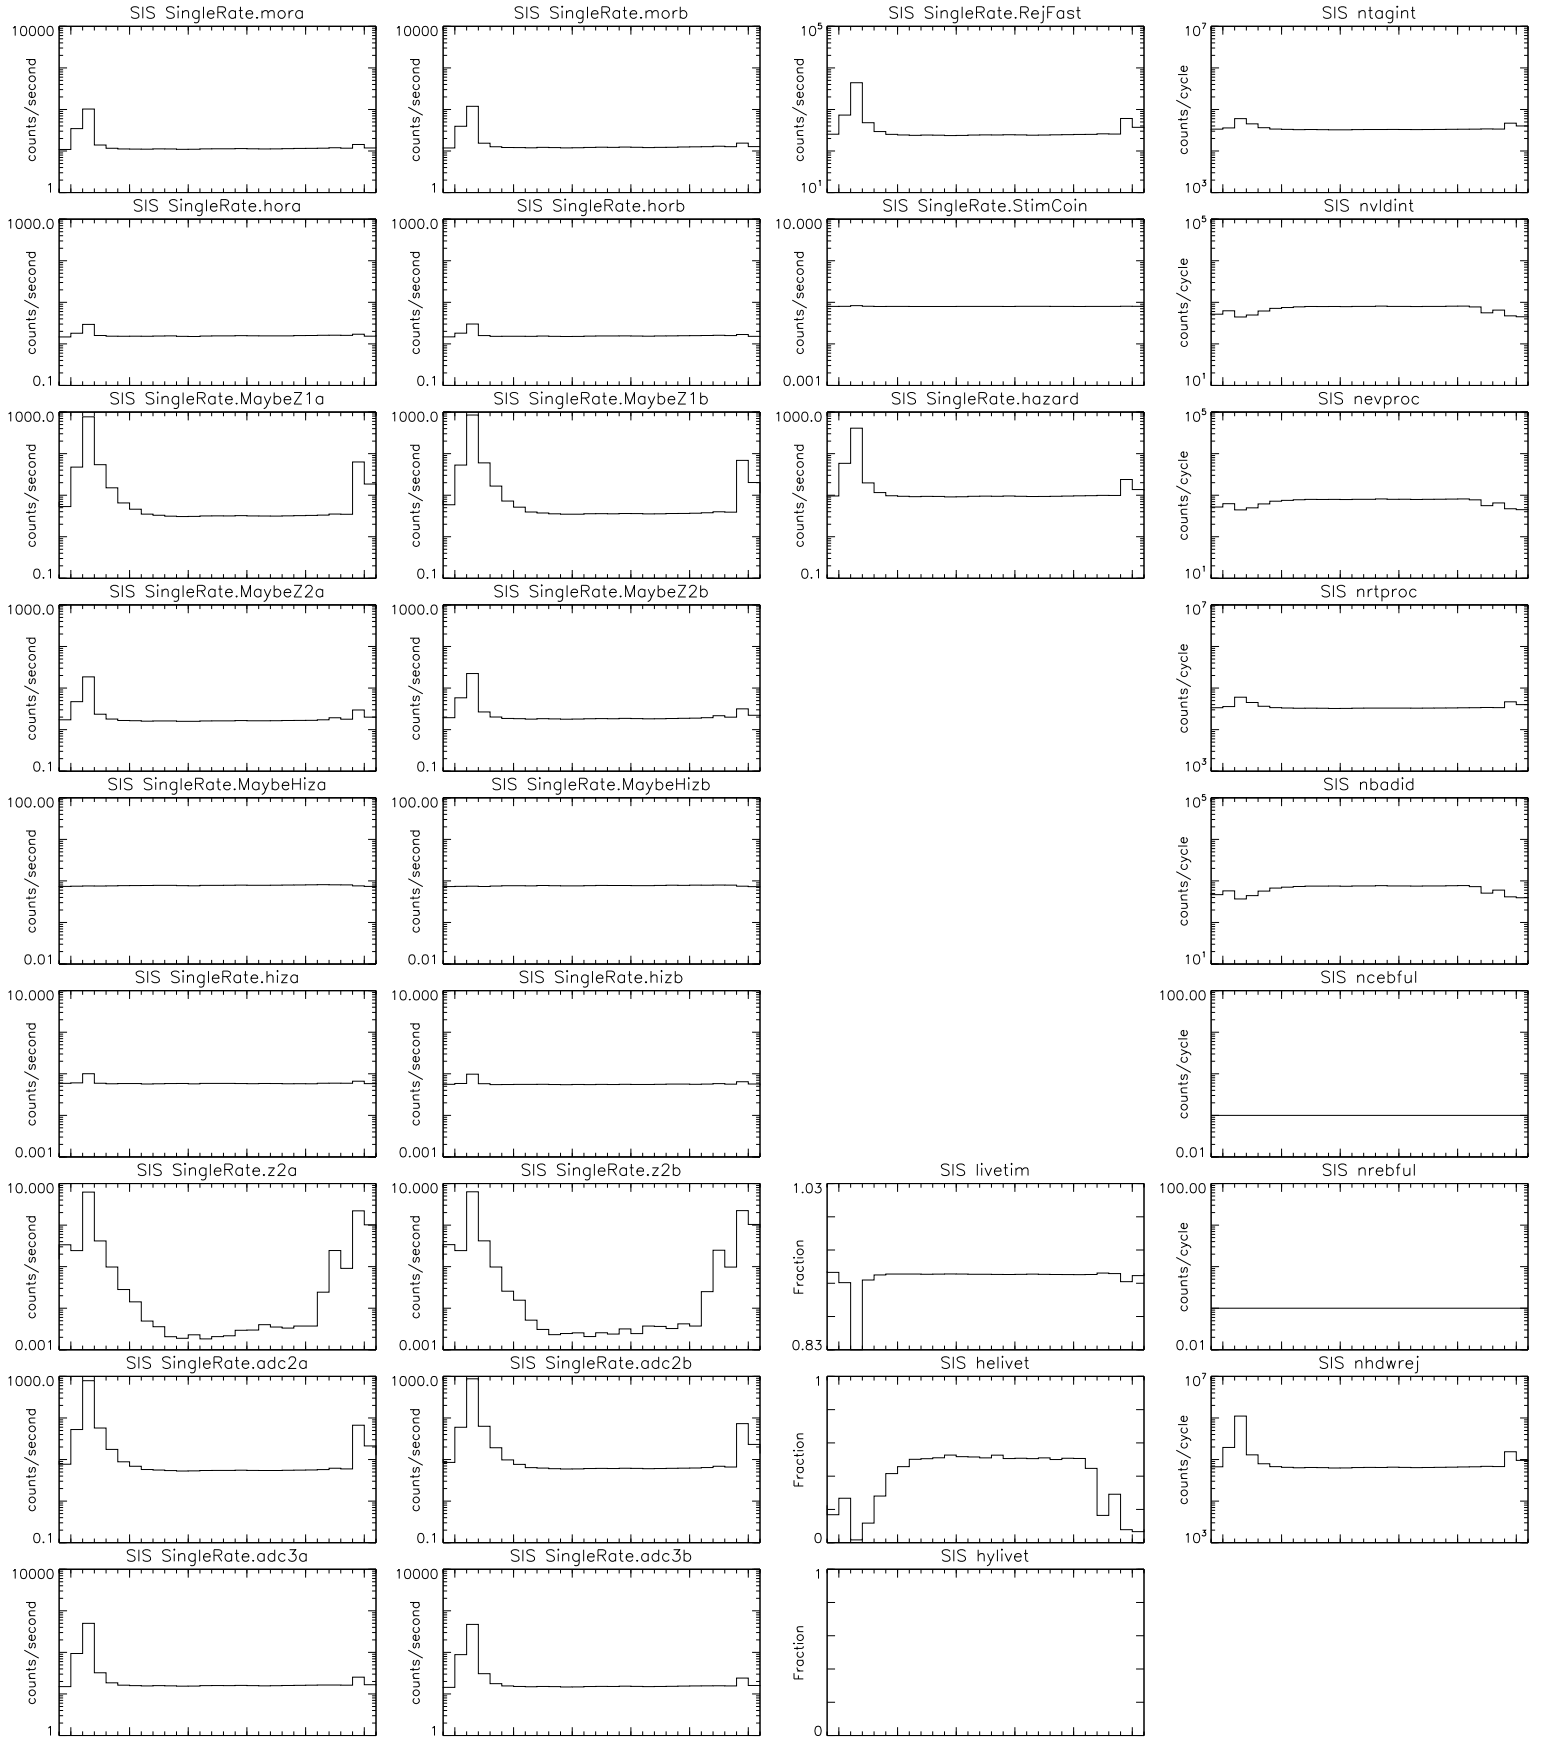 SIS SingleRate.mora
10000
counts/second
1
SIS SingleRate.morb
10000
counts/second
1
SIS SingleRate.RejFast
10^5
counts/second
10^1
SIS ntagint
10^7
counts/cycle
10^3
SIS SingleRate.hora
1000.0
counts/second
0.1
SIS SingleRate.horb
1000.0
counts/second
0.1
SIS SingleRate.StimCoin
10.000
counts/second
0.001
SIS nvldint
10^5
counts/cycle
10^1
SIS SingleRate.MaybeZ1a
1000.0
counts/second
0.1
SIS SingleRate.MaybeZ1b
1000.0
counts/second
0.1
SIS SingleRate.hazard
1000.0
counts/second
0.1
SIS nevproc
10^5
counts/cycle
10^1
SIS SingleRate.MaybeZ2a
1000.0
counts/second
0.1
SIS SingleRate.MaybeZ2b
1000.0
counts/second
0.1
SIS nrtproc
10^7
counts/cycle
10^3
SIS SingleRate.MaybeHiza
100.00
counts/second
0.01
SIS SingleRate.MaybeHizb
100.00
counts/second
0.01
SIS nbadid
10^5
counts/cycle
10^1
SIS SingleRate.hiza
10.000
counts/second
0.001
SIS SingleRate.hizb
10.000
counts/second
0.001
SIS ncebful
100.00
counts/cycle
0.01
SIS SingleRate.z2a
10.000
counts/second
0.001
SIS SingleRate.z2b
10.000
counts/second
0.001
SIS livetim
1.03
Fraction
0.83
SIS nrebful
100.00
counts/cycle
0.01
SIS SingleRate.adc2a
1000.0
counts/second
0.1
SIS SingleRate.adc2b
1000.0
counts/second
0.1
SIS helivet
1
Fraction
0
SIS nhdwrej
10^7
counts/cycle
10^3
SIS SingleRate.adc3a
10000
counts/second
1
SIS SingleRate.adc3b
10000
counts/second
1
SIS hylivet
1
Fraction
0